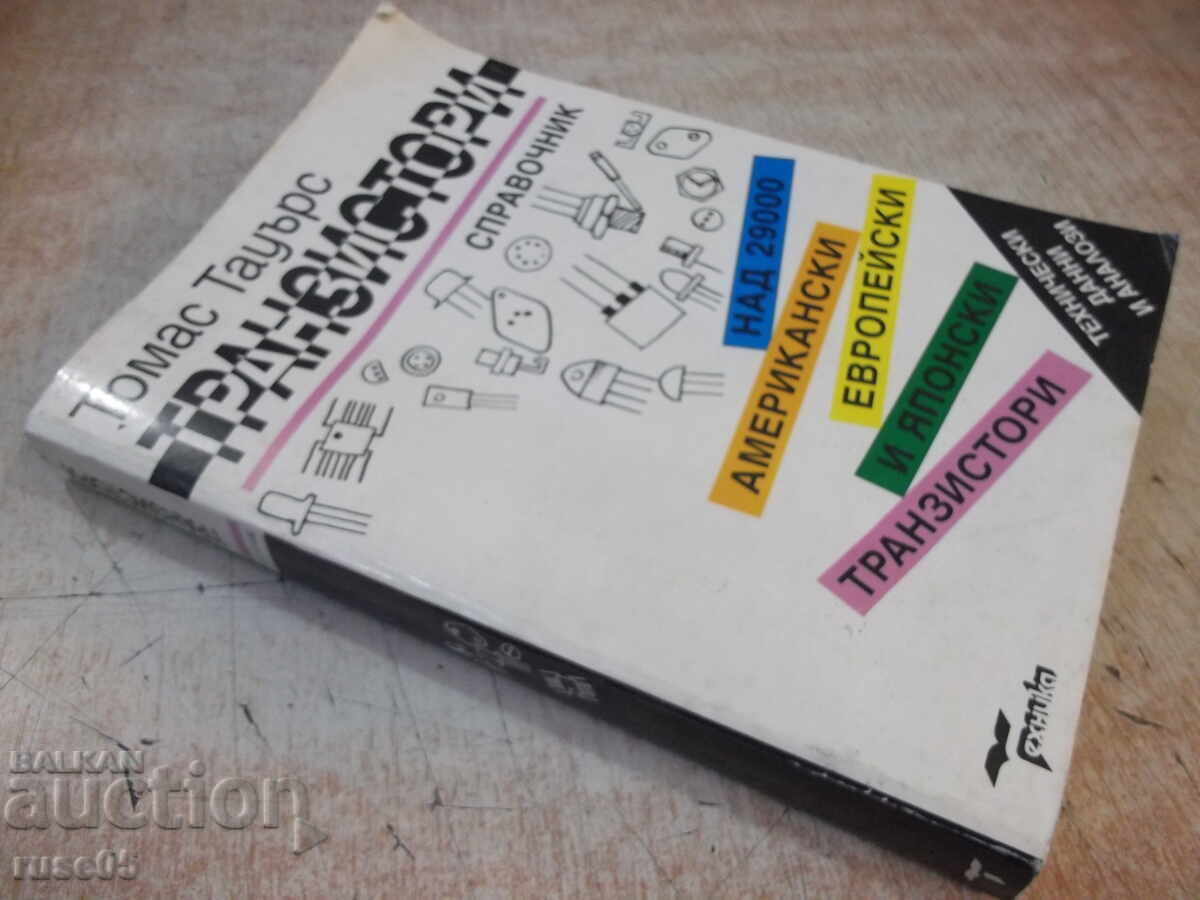 Томас Тауърс
ТРАНЗИСТОРИ
СПРАВОЧНИК
НАД 29000
АМЕРИКАНСКИ
ЕВРОПЕЙСКИ
И ЯПОНСКИ
ТРАНЗИСТОРИ
ТЕХНИЧЕСКИ
ДАННИ
И АНАЛОЗИ
Техника
BALKAN
auction
ruse05